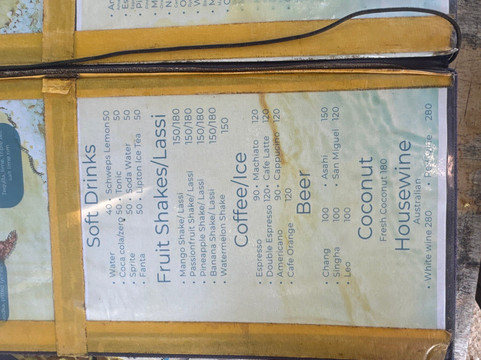 Soft Drinks
• Water 40 • Schweps Lemon 50
• Coca cola/zero 50 • Tonic 50
• Sprite 50 • Soda Water 50
• Fanta 50 • Lipton Ice Tea 50
Fruit Shakes/Lassi
• Mango Shake/ Lassi 150/180
• Passionfruit Shake/ Lassi 150/180
• Pineapple Shake/ Lassi 150/180
• Banana Shake/ Lassi 150/180
• Watermelon Shake 150
Coffee/Ice
• Espresso 90 • Machiato 120
• Double Espresso 120 • Cafe Latte 120
• Americano 90 • Cappucino 120
• Cafe Orange 120
Beer
• Chang 100 • Asahi 150
• Singha 100 • San Miguel 120
• Leo 100
Coconut
Fresh Coconut 180
Housewine
Australian
• White wine 280 • Red wine 280